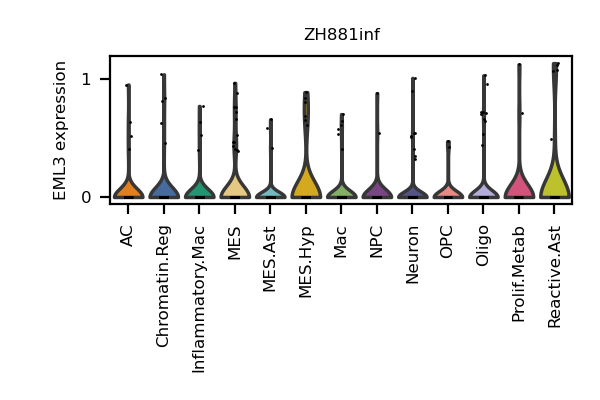 ZH881inf
EML3 expression
1
0
AC
Chromatin.Reg
Inflammatory.Mac
MES
MES.Ast
MES.Hyp
Mac
NPC
Neuron
OPC
Oligo
Prolif.Metab
Reactive.Ast